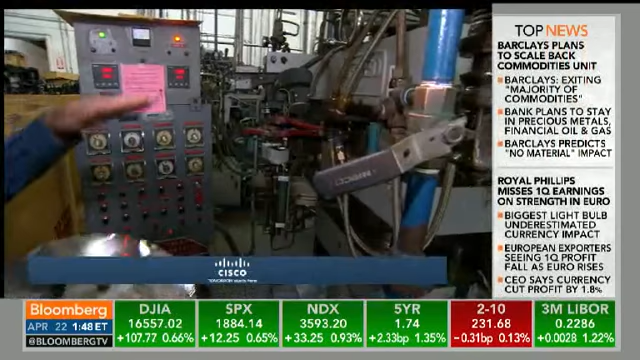 TOP NEWS
BARCLAYS PLANS
TO SCALE BACK
COMMODITIES UNIT
BARCLAYS: EXITING
"MAJORITY OF
COMMODITIES"
BANK PLANS TO STAY
IN PRECIOUS METALS,
FINANCIAL OIL & GAS
BARCLAYS PREDICTS
"NO MATERIAL" IMPACT
ROYAL PHILLIPS
MISSES 1Q EARNINGS
ON STRENGTH IN EURO
BIGGEST LIGHT BULB
UNDERESTIMATED
CURRENCY IMPACT
EUROPEAN EXPORTERS
SEEING 1Q PROFIT
FALL AS EURO RISES
CEO SAYS CURRENCY
CUT PROFIT BY 1.8%
CISCO
TOMORROW starts here
Bloomberg
APR 22 1:48 ET
@BLOOMBERGTV
DJIA
16557.02
+107.77 0.66%
SPX
1884.14
+12.25 0.65%
NDX
3593.20
+33.25 0.93%
5YR
1.74
+2.33bp 1.35%
2-10
231.68
-0.31bp 0.13%
3M LIBOR
0.2286
+0.0028 1.22%